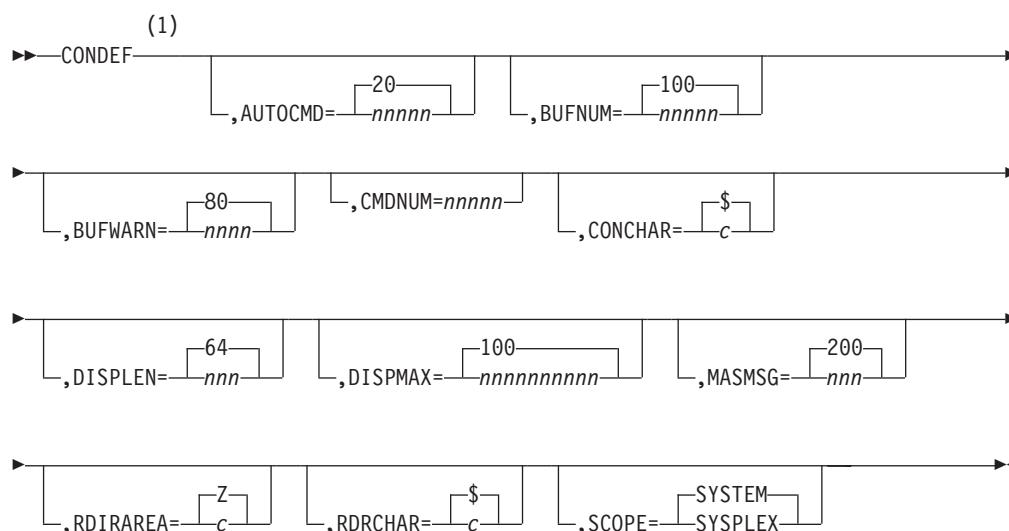 (1)
CONDEF
20
,AUTOCMD= nnnnn
100
,BUFNUM= nnnnn
80
,BUFWARN= nnnn
,CMDNUM=nnnnn
$
,CONCHAR= c
64
,DISPLEN= nnn
100
,DISPMAX= nnnnnnnnnn
200
,MASMSG= nnn
Z
,RDIRAREA= c
$
,RDRCHAR= c
SYSTEM
,SCOPE= SYSPLEX